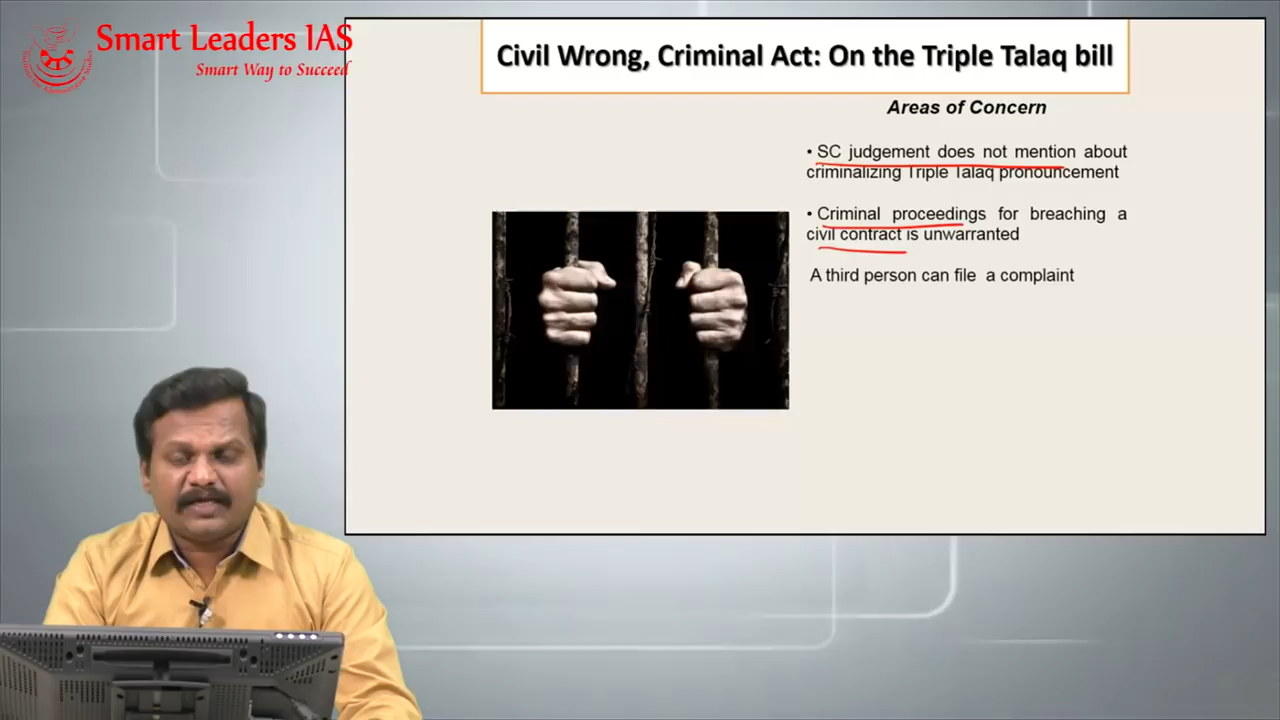 Smart Leaders IAS
Smart Way to Succeed
Civil Wrong, Criminal Act: On the Triple Talaq bill
Areas of Concern
• SC judgement does not mention about
criminalizing Triple Talaq pronouncement
• Criminal proceedings for breaching a
civil contract is unwarranted
A third person can file a complaint